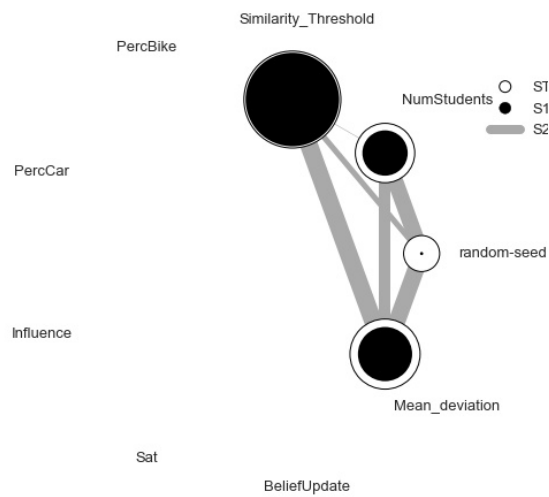 Similarity_Threshold
PercBike
NumStudents
ST
S1
S2
PercCar
random-seed
Influence
Mean_deviation
Sat
BeliefUpdate